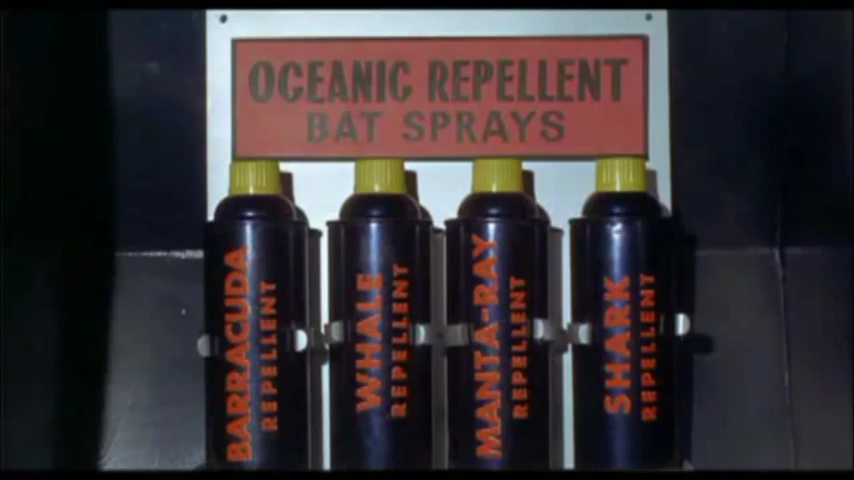 OCEANIC REPELLENT
BAT SPRAYS
BARRACUDA
REPELLENT
WHALE
REPELLENT
MANTA-RAY
REPELLENT
SHARK
REPELLENT